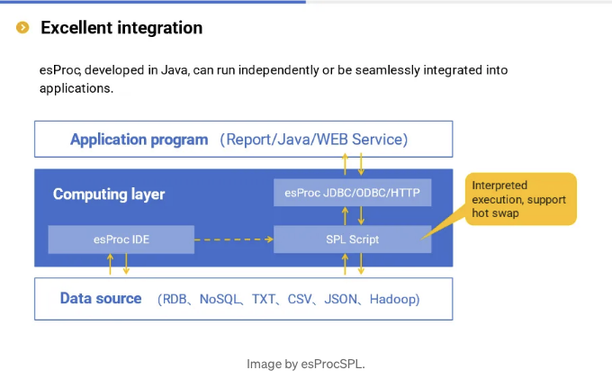 Excellent integration
esProc, developed in Java, can run independently or be seamlessly integrated into
applications.
Application program （Report/Java/WEB Service）
Computing layer
esProc JDBC/ODBC/HTTP
Interpreted
execution, support
hot swap
esProc IDE
SPL Script
Data source （RDB、NoSQL、TXT、CSV、JSON、Hadoop）
Image by esProcSPL.